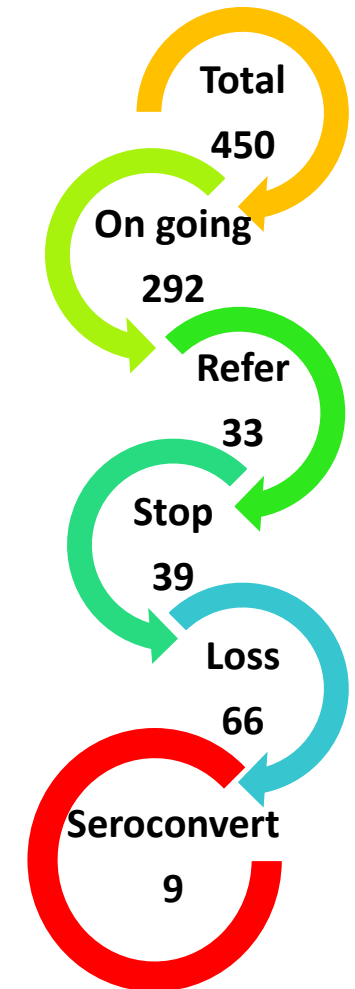 Total
450
On going
292
Refer
33
Stop
39
Loss
66
Seroconvert
9